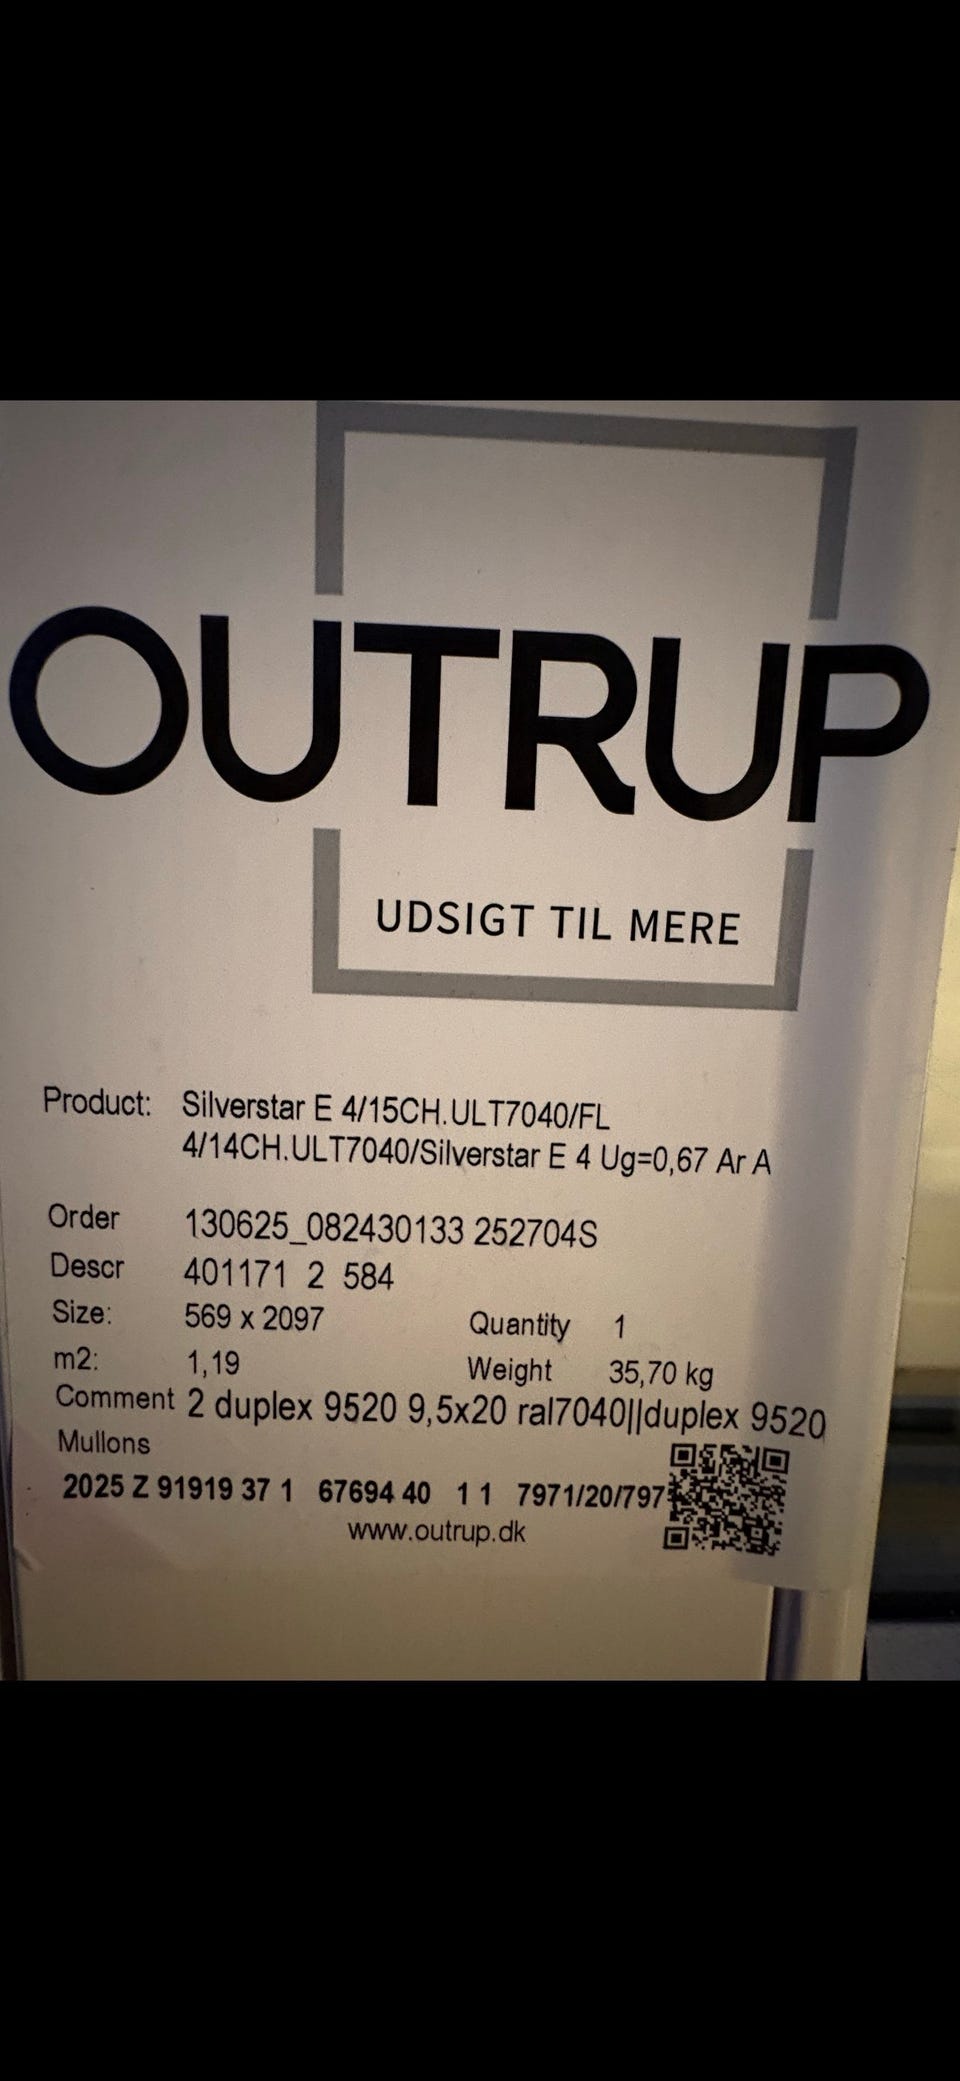 OUTRUP
UDSIGT TIL MERE
Product: Silverstar E 4/15CH.ULT7040/FL
4/14CH.ULT7040/Silverstar E 4 Ug=0,67 Ar A
Order 130625_082430133 252704S
Descr 401171 2 584
Size: 569 x 2097 Quantity 1
m2: 1,19 Weight 35,70 kg
Comment 2 duplex 9520 9,5x20 ral7040||duplex 9520
Mullons
2025 Z 91919 37 1 67694 40 1 1 7971/20/797
www.outrup.dk